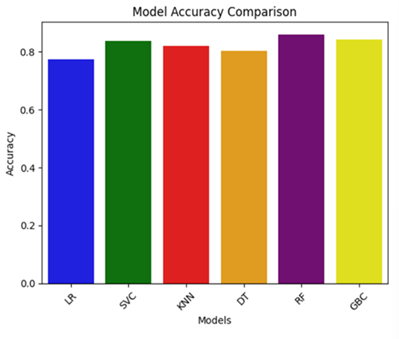 Model Accuracy Comparison
Accuracy
0.8
0.6
0.4
0.2
0.0
LR
SVC
KNN
DT
RF
GBC
Models